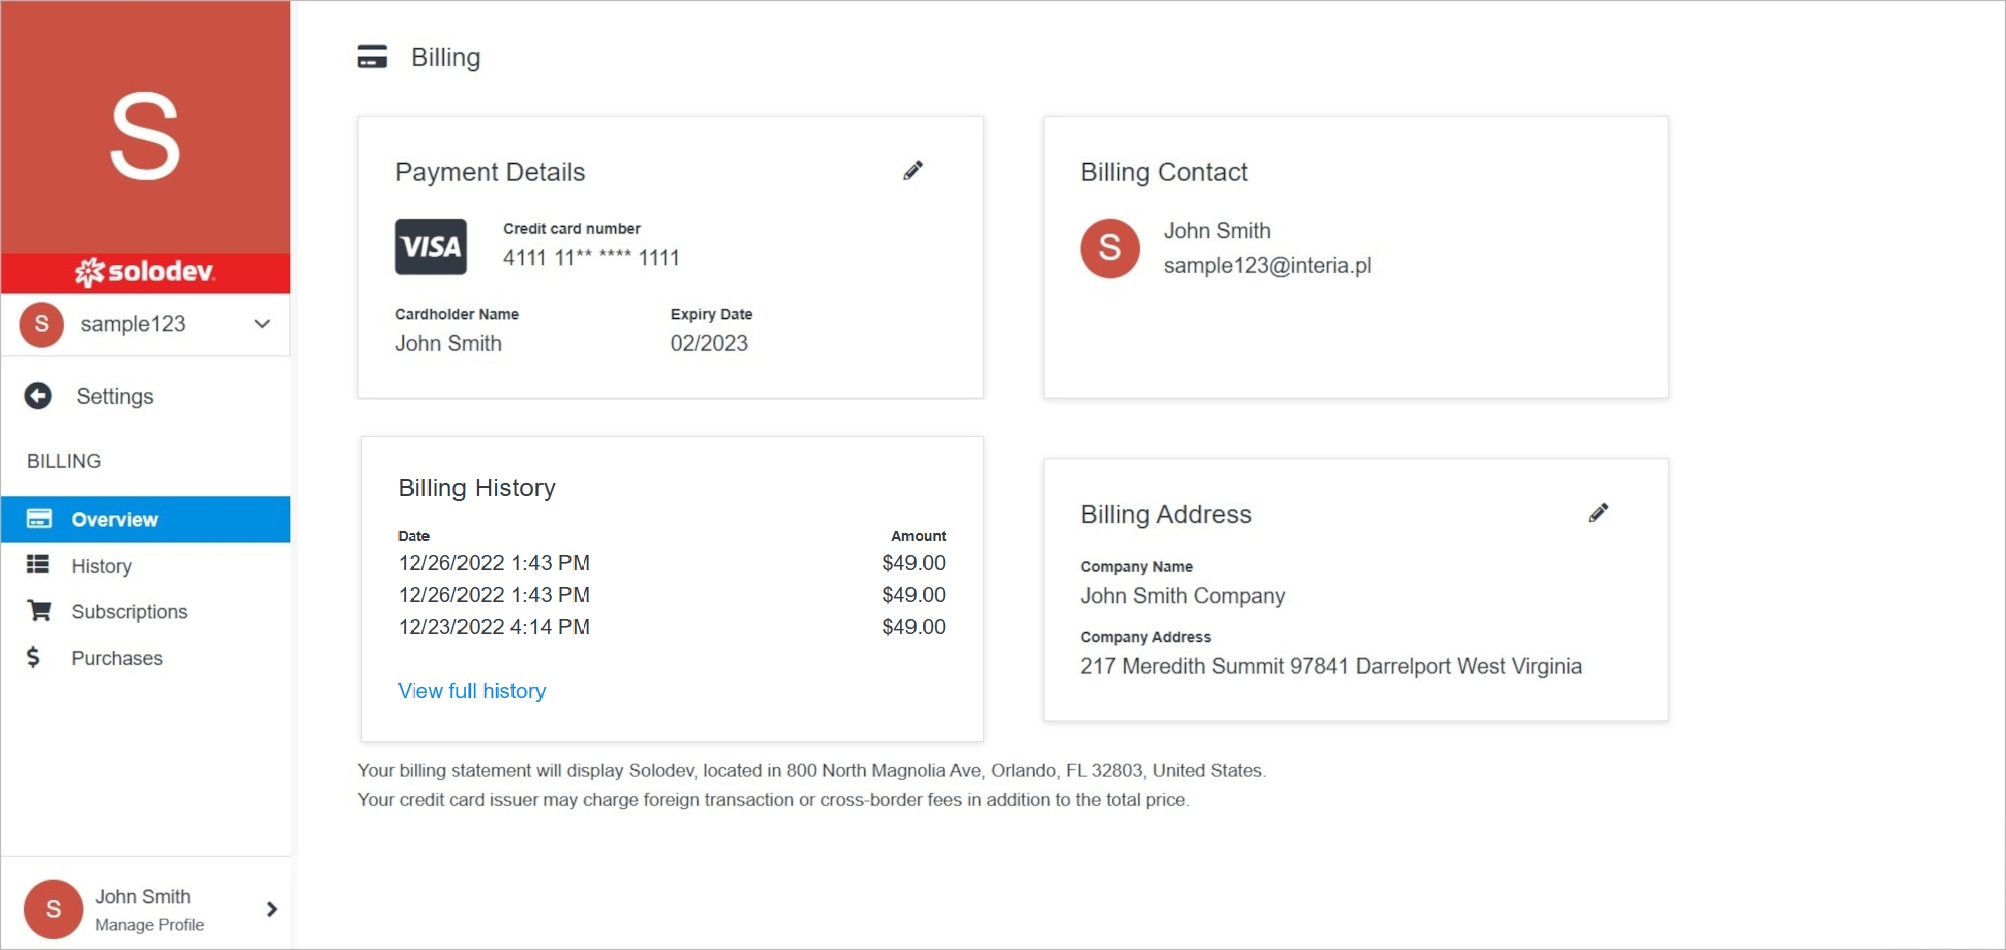 S
solodev
S sample123
Settings
BILLING
Overview
History
Subscriptions
Purchases
S John Smith
Manage Profile
Billing
Payment Details
VISA
Credit card number
4111 11** **** 1111
Cardholder Name Expiry Date
John Smith 02/2023
Billing Contact
S
John Smith
sample123@interia.pl
Billing History
Date Amount
12/26/2022 1:43 PM $49.00
12/26/2022 1:43 PM $49.00
12/23/2022 4:14 PM $49.00
View full history
Billing Address
Company Name
John Smith Company
Company Address
217 Meredith Summit 97841 Darrelport West Virginia
Your billing statement will display Solodev, located in 800 North Magnolia Ave, Orlando, FL 32803, United States.
Your credit card issuer may charge foreign transaction or cross-border fees in addition to the total price.